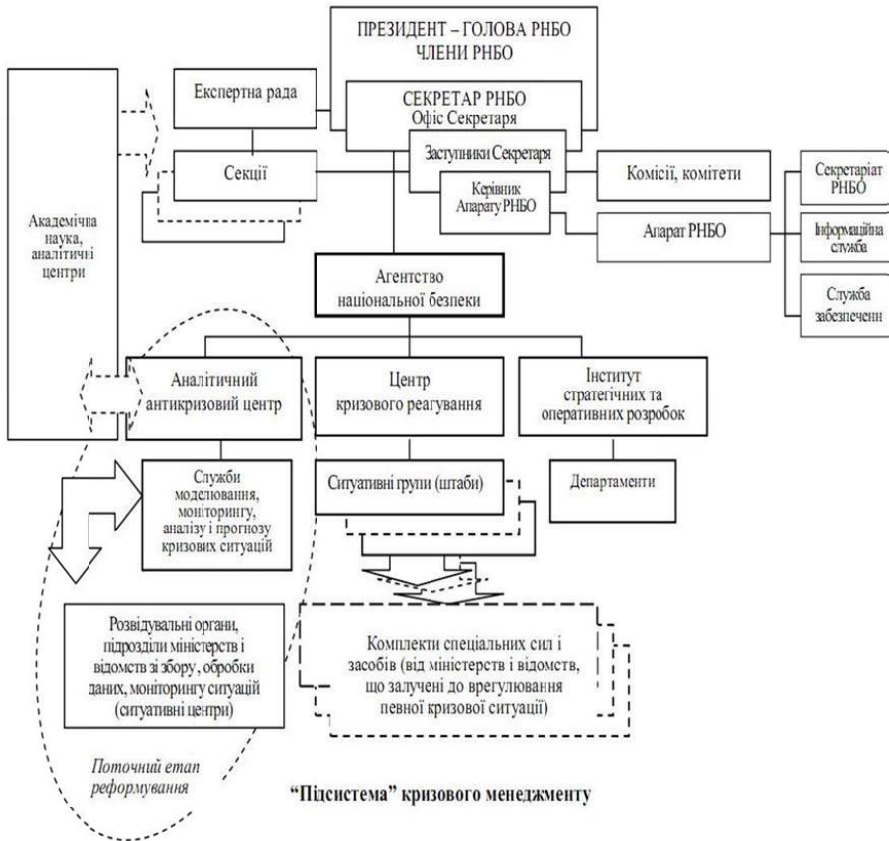 ПРЕЗИДЕНТ – ГОЛОВА РНБО
ЧЛЕНИ РНБО
СЕКРЕТАР РНБО
Офіс Секретаря
Експертна рада
Заступники Секретаря
Секції
Керівник
Апарату РНБО
Комісії, комітети
Апарат РНБО
Секретаріат
РНБО
Інформаційна
служба
Служба
забезпеченн
Академічна
наука,
аналітичні
центри
Агентство
національної безпеки
Аналітичний
антикризовий центр
Центр
кризового реагування
Інститут
стратегічних та
оперативних розробок
Служби
моделювання,
моніторингу,
аналізу і прогнозу
кризових ситуацій
Ситуативні групи (штаби)
Департаменти
Розвідувальні органи,
підрозділи міністерств і
відомств зі збору, обробки
даних, моніторингу ситуацій
(ситуативні центри)
Комплекти спеціальних сил і
засобів (від міністерств і відомств,
що залучені до врегулювання
певної кризової ситуації)
Поточний етап
реформування
“Підсистема” кризового менеджменту